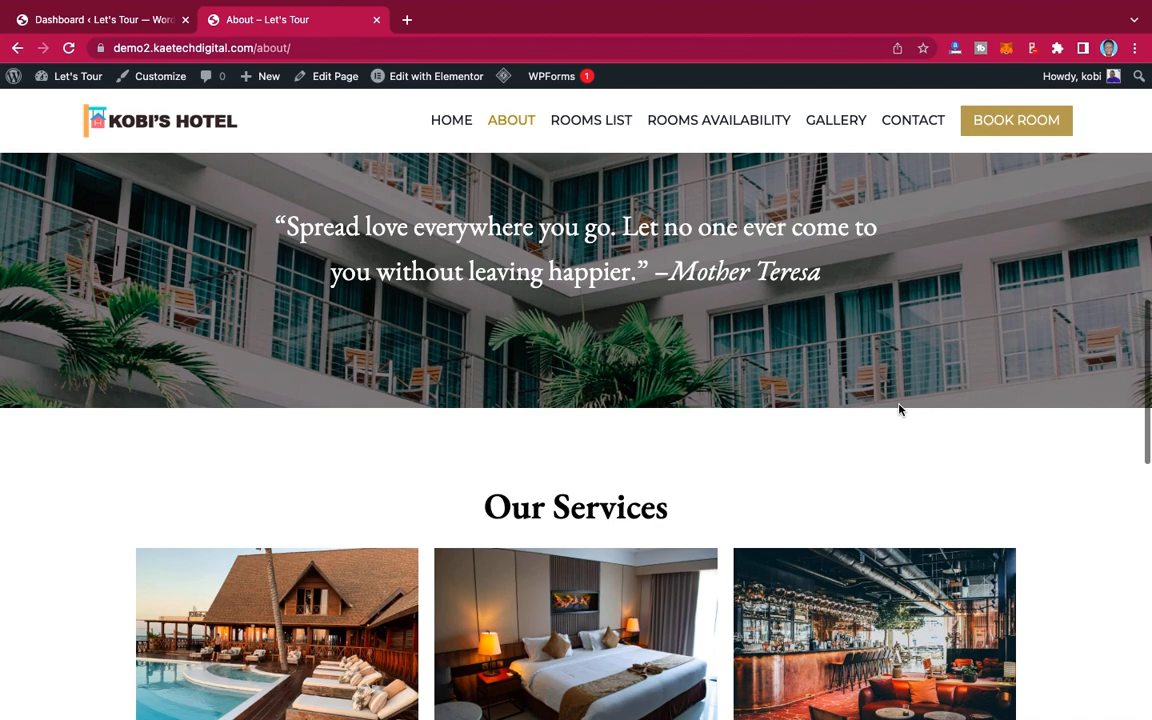 Dashboard ‹ Let's Tour — Wor
About – Let's Tour
demo2.kaetechdigital.com/about/
Let's Tour
Customize
0
New
Edit Page
Edit with Elementor
WPForms 1
Howdy, kobi
KOBI'S HOTEL
HOME
ABOUT
ROOMS LIST
ROOMS AVAILABILITY
GALLERY
CONTACT
BOOK ROOM
“Spread love everywhere you go. Let no one ever come to
you without leaving happier.” –Mother Teresa
Our Services